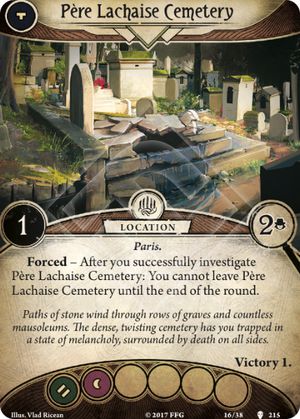 Père Lachaise Cemetery
1
2
LOCATION
Paris.
Forced – After you successfully investigate
Père Lachaise Cemetery: You cannot leave Père
Lachaise Cemetery until the end of the round.
Paths of stone wind through rows of graves and countless
mausoleums. The dense, twisting cemetery has you trapped in
a state of melancholy, surrounded by death on all sides.
Victory 1.
Illus. Vlad Ricean
© 2017 FFG
16/38
215